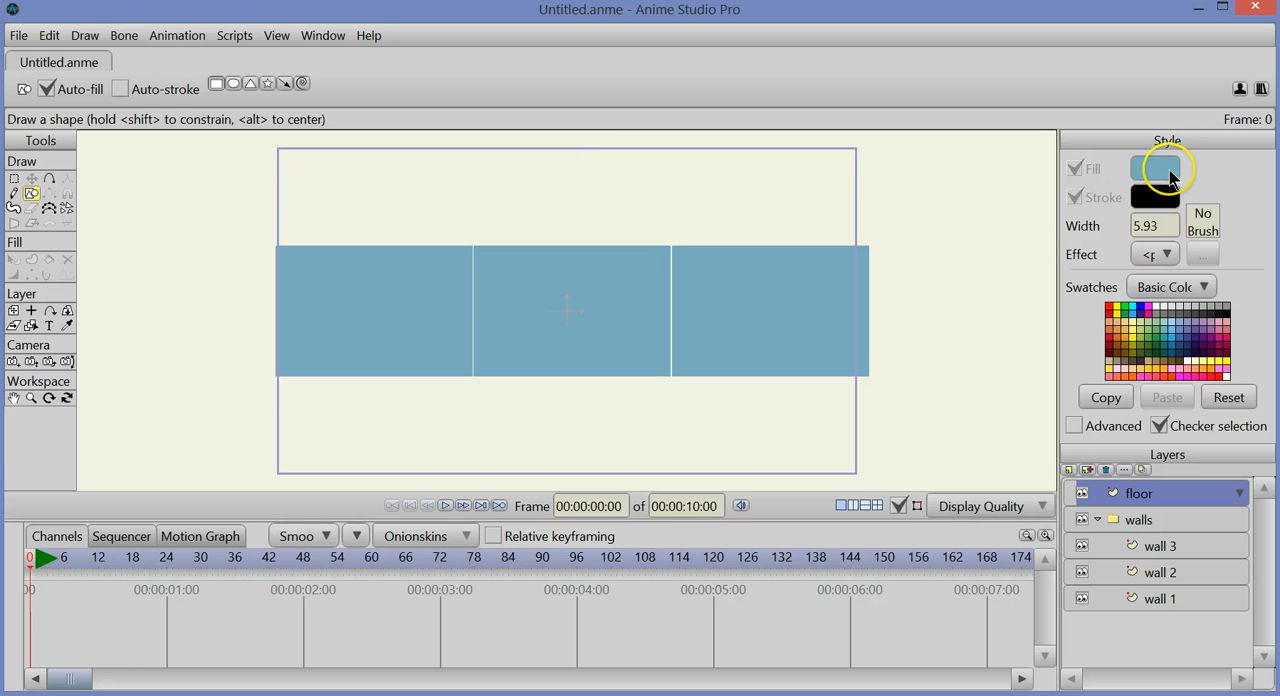 Untitled.anme - Anime Studio Pro
File Edit Draw Bone Animation Scripts View Window Help
Untitled.anme
Auto-fill Auto-stroke
Draw a shape (hold <shift> to constrain, <alt> to center) Frame: 0
Tools
Draw
Fill
Layer
Camera
Workspace
Style
Fill
Stroke
Width 5.93 No Brush
Effect <p ...
Swatches Basic Colc
Copy Paste Reset
Advanced Checker selection
Layers
floor
walls
wall 3
wall 2
wall 1
Frame 00:00:00:00 of 00:00:10:00 Display Quality
Channels Sequencer Motion Graph Smoo Onionskins Relative keyframing
0 6 12 18 24 30 36 42 48 54 60 66 72 78 84 90 96 102 108 114 120 126 132 138 144 150 156 162 168 174
00 00:00:01:00 00:00:02:00 00:00:03:00 00:00:04:00 00:00:05:00 00:00:06:00 00:00:07:00